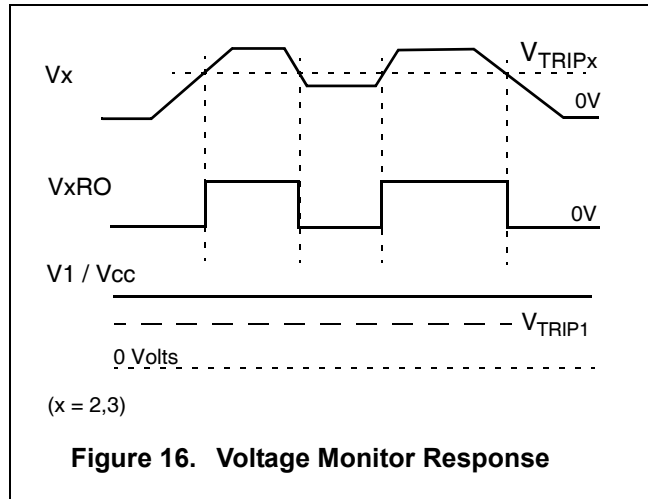 Vx
VTRIPx
0V
VxRO
0V
V1 / Vcc
VTRIP1
0 Volts
(x = 2,3)
Figure 16. Voltage Monitor Response